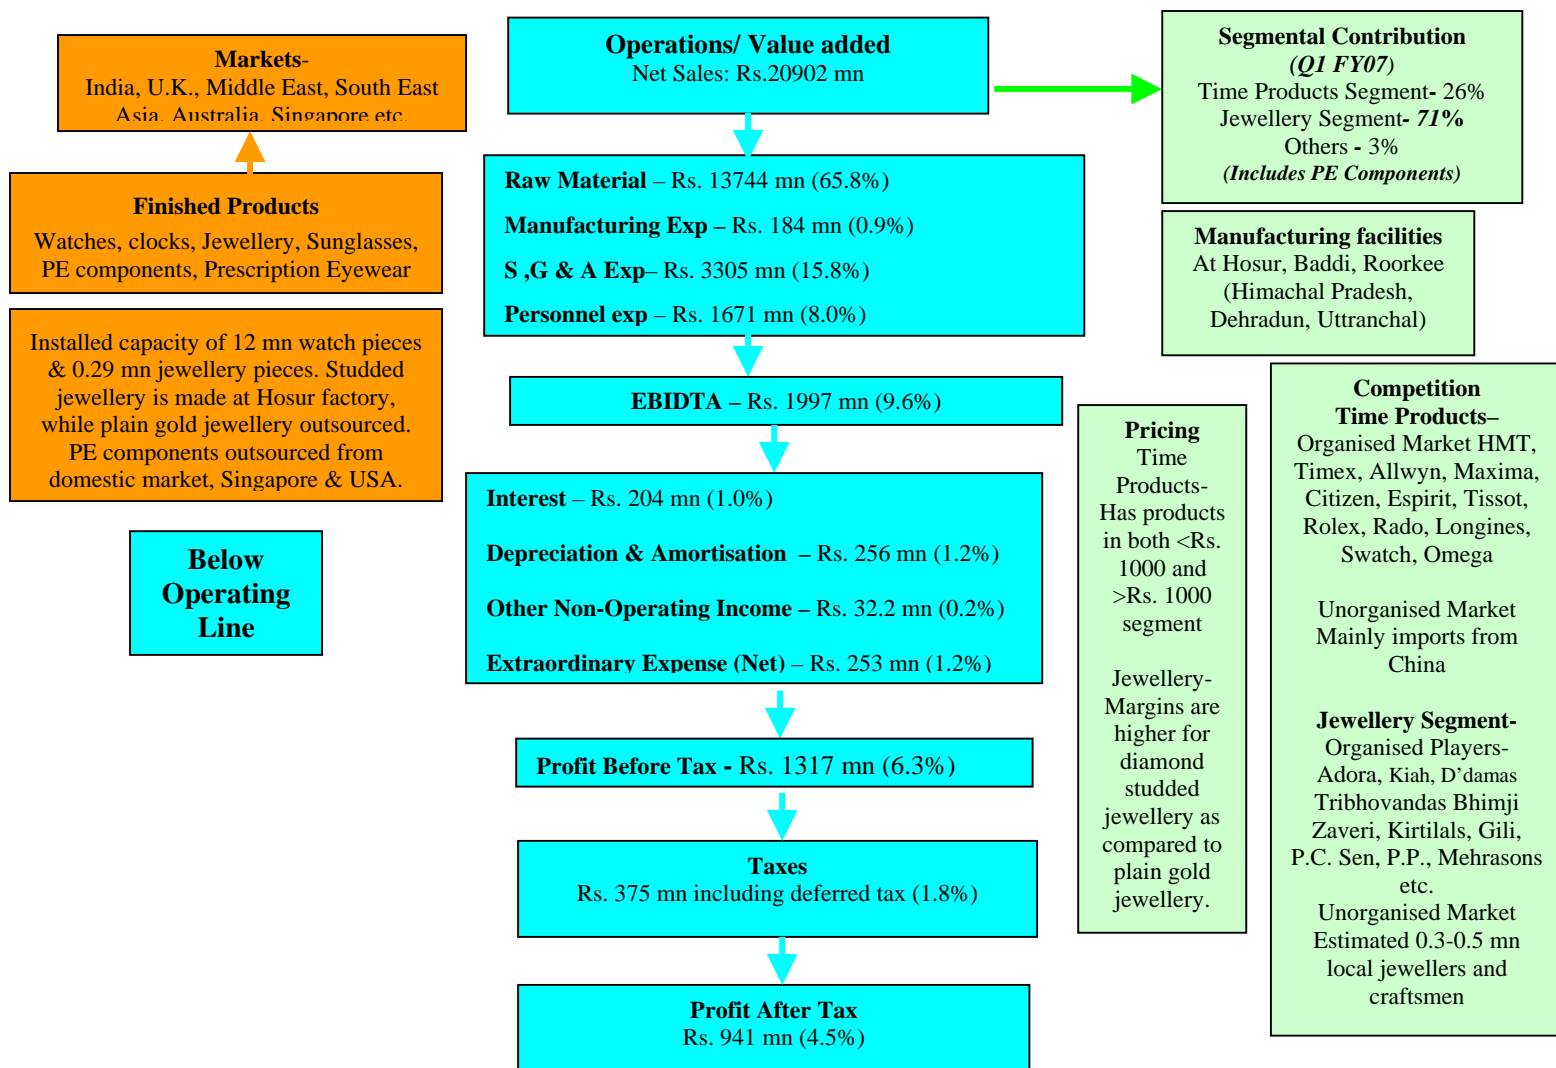 Markets-
India, U.K., Middle East, South East
Asia, Australia, Singapore etc.
Finished Products
Watches, clocks, Jewellery, Sunglasses,
PE components, Prescription Eyewear
Installed capacity of 12 mn watch pieces
& 0.29 mn jewellery pieces. Studded
jewellery is made at Hosur factory,
while plain gold jewellery outsourced.
PE components outsourced from
domestic market, Singapore & USA.
Below
Operating
Line
Operations/ Value added
Net Sales: Rs.20902 mn
Raw Material – Rs. 13744 mn (65.8%)
Manufacturing Exp – Rs. 184 mn (0.9%)
S ,G & A Exp– Rs. 3305 mn (15.8%)
Personnel exp – Rs. 1671 mn (8.0%)
EBIDTA – Rs. 1997 mn (9.6%)
Interest – Rs. 204 mn (1.0%)
Depreciation & Amortisation – Rs. 256 mn (1.2%)
Other Non-Operating Income – Rs. 32.2 mn (0.2%)
Extraordinary Expense (Net) – Rs. 253 mn (1.2%)
Profit Before Tax - Rs. 1317 mn (6.3%)
Taxes
Rs. 375 mn including deferred tax (1.8%)
Profit After Tax
Rs. 941 mn (4.5%)
Segmental Contribution
(Q1 FY07)
Time Products Segment- 26%
Jewellery Segment- 71%
Others - 3%
(Includes PE Components)
Manufacturing facilities
At Hosur, Baddi, Roorkee
(Himachal Pradesh,
Dehradun, Uttranchal)
Pricing
Time
Products-
Has products
in both <Rs.
1000 and
>Rs. 1000
segment
Jewellery-
Margins are
higher for
diamond
studded
jewellery as
compared to
plain gold
jewellery.
Competition
Time Products–
Organised Market HMT,
Timex, Allwyn, Maxima,
Citizen, Espirit, Tissot,
Rolex, Rado, Longines,
Swatch, Omega
Unorganised Market
Mainly imports from
China
Jewellery Segment-
Organised Players-
Adora, Kiah, D’damas
Tribhovandas Bhimji
Zaveri, Kirtilals, Gili,
P.C. Sen, P.P., Mehrasons
etc.
Unorganised Market
Estimated 0.3-0.5 mn
local jewellers and
craftsmen